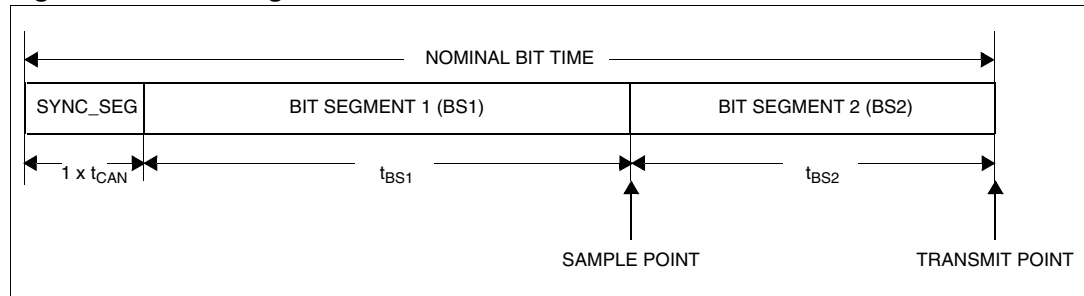 NOMINAL BIT TIME
SYNC_SEG BIT SEGMENT 1 (BS1) BIT SEGMENT 2 (BS2)
1 x tCAN tBS1 tBS2
SAMPLE POINT TRANSMIT POINT